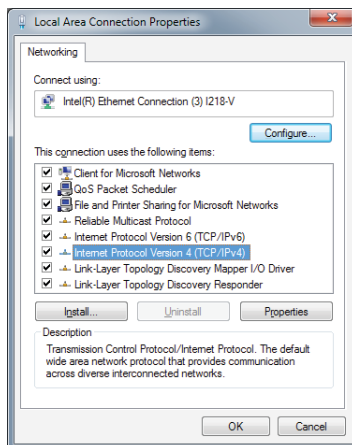 Local Area Connection Properties
Networking
Connect using:
Intel(R) Ethernet Connection (3) I218-V
Configure...
This connection uses the following items:
Client for Microsoft Networks
QoS Packet Scheduler
File and Printer Sharing for Microsoft Networks
Reliable Multicast Protocol
Internet Protocol Version 6 (TCP/IPv6)
Internet Protocol Version 4 (TCP/IPv4)
Link-Layer Topology Discovery Mapper I/O Driver
Link-Layer Topology Discovery Responder
Install... Uninstall Properties
Description
Transmission Control Protocol/Internet Protocol. The default
wide area network protocol that provides communication
across diverse interconnected networks.
OK Cancel